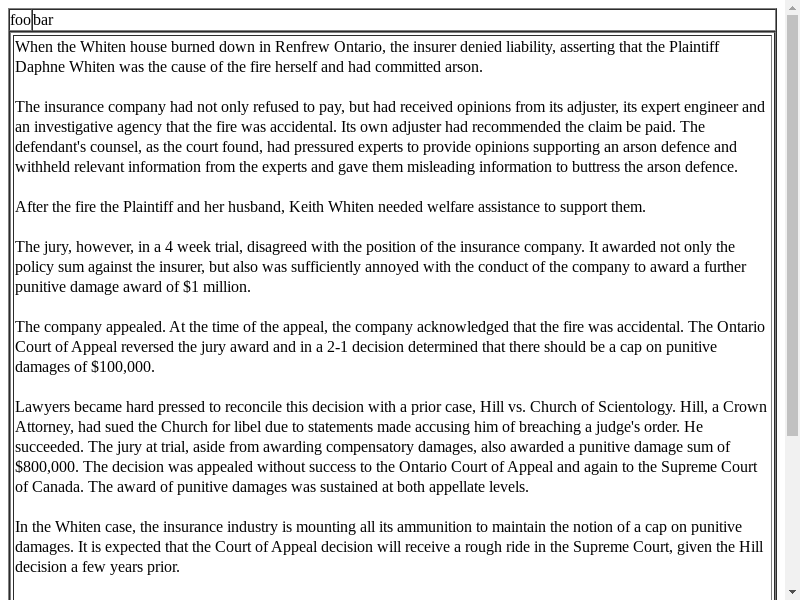 foo bar
When the Whiten house burned down in Renfrew Ontario, the insurer denied liability, asserting that the Plaintiff
Daphne Whiten was the cause of the fire herself and had committed arson.
The insurance company had not only refused to pay, but had received opinions from its adjuster, its expert engineer and
an investigative agency that the fire was accidental. Its own adjuster had recommended the claim be paid. The
defendant's counsel, as the court found, had pressured experts to provide opinions supporting an arson defence and
withheld relevant information from the experts and gave them misleading information to buttress the arson defence.
After the fire the Plaintiff and her husband, Keith Whiten needed welfare assistance to support them.
The jury, however, in a 4 week trial, disagreed with the position of the insurance company. It awarded not only the
policy sum against the insurer, but also was sufficiently annoyed with the conduct of the company to award a further
punitive damage award of $1 million.
The company appealed. At the time of the appeal, the company acknowledged that the fire was accidental. The Ontario
Court of Appeal reversed the jury award and in a 2-1 decision determined that there should be a cap on punitive
damages of $100,000.
Lawyers became hard pressed to reconcile this decision with a prior case, Hill vs. Church of Scientology. Hill, a Crown
Attorney, had sued the Church for libel due to statements made accusing him of breaching a judge's order. He
succeeded. The jury at trial, aside from awarding compensatory damages, also awarded a punitive damage sum of
$800,000. The decision was appealed without success to the Ontario Court of Appeal and again to the Supreme Court
of Canada. The award of punitive damages was sustained at both appellate levels.
In the Whiten case, the insurance industry is mounting all its ammunition to maintain the notion of a cap on punitive
damages. It is expected that the Court of Appeal decision will receive a rough ride in the Supreme Court, given the Hill
decision a few years prior.